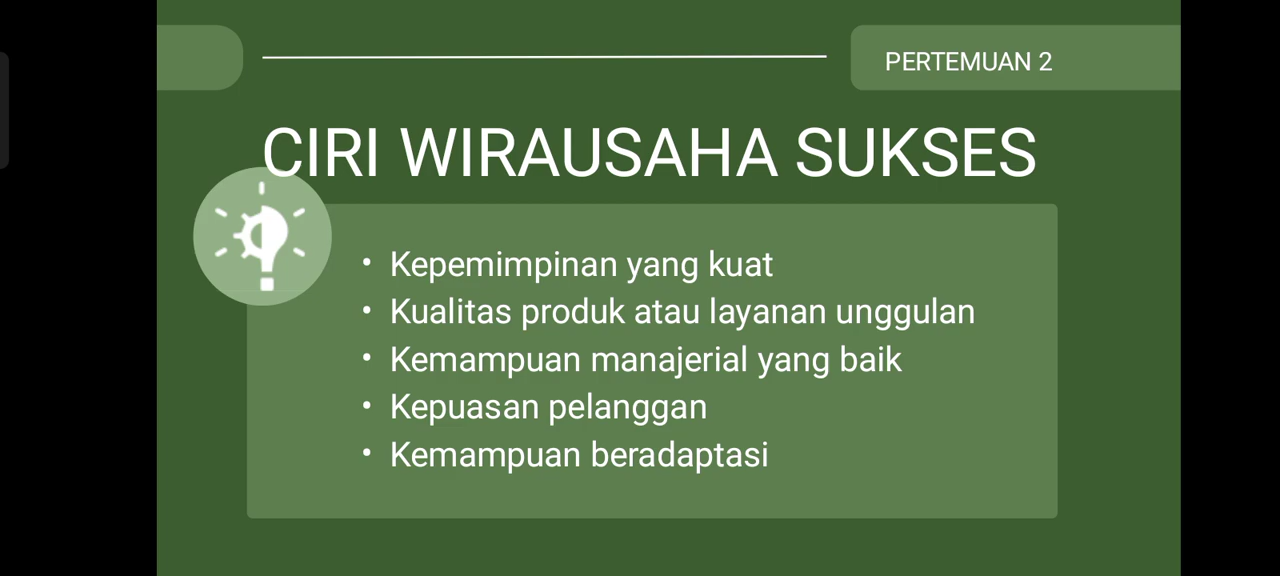 PERTEMUAN 2
CIRI WIRAUSAHA SUKSES
• Kepemimpinan yang kuat
• Kualitas produk atau layanan unggulan
• Kemampuan manajerial yang baik
• Kepuasan pelanggan
• Kemampuan beradaptasi